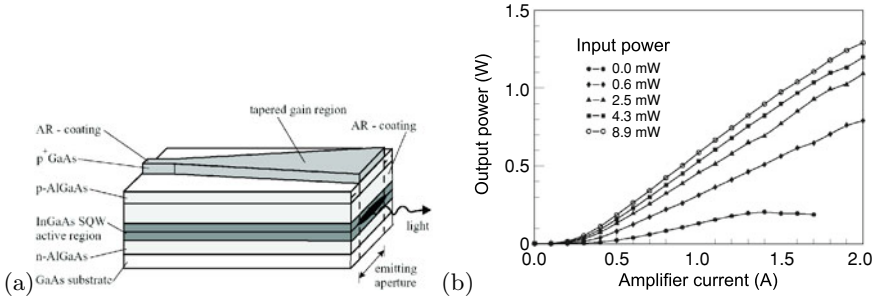 (a)
AR - coating
p+GaAs
p-AlGaAs
InGaAs SQW
active region
n-AlGaAs
GaAs substrate
tapered gain region
AR - coating
light
emitting
aperture
(b)
Output power (W)
1.5
1.0
0.5
0
Input power
0.0 mW
0.6 mW
2.5 mW
4.3 mW
8.9 mW
0.0
0.5
1.0
1.5
2.0
Amplifier current (A)